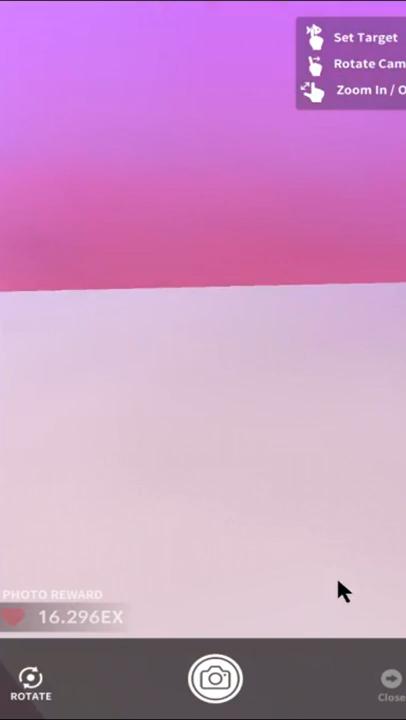 Set Target
Rotate Cam
Zoom In / O
PHOTO REWARD
16.296EX
ROTATE
Close